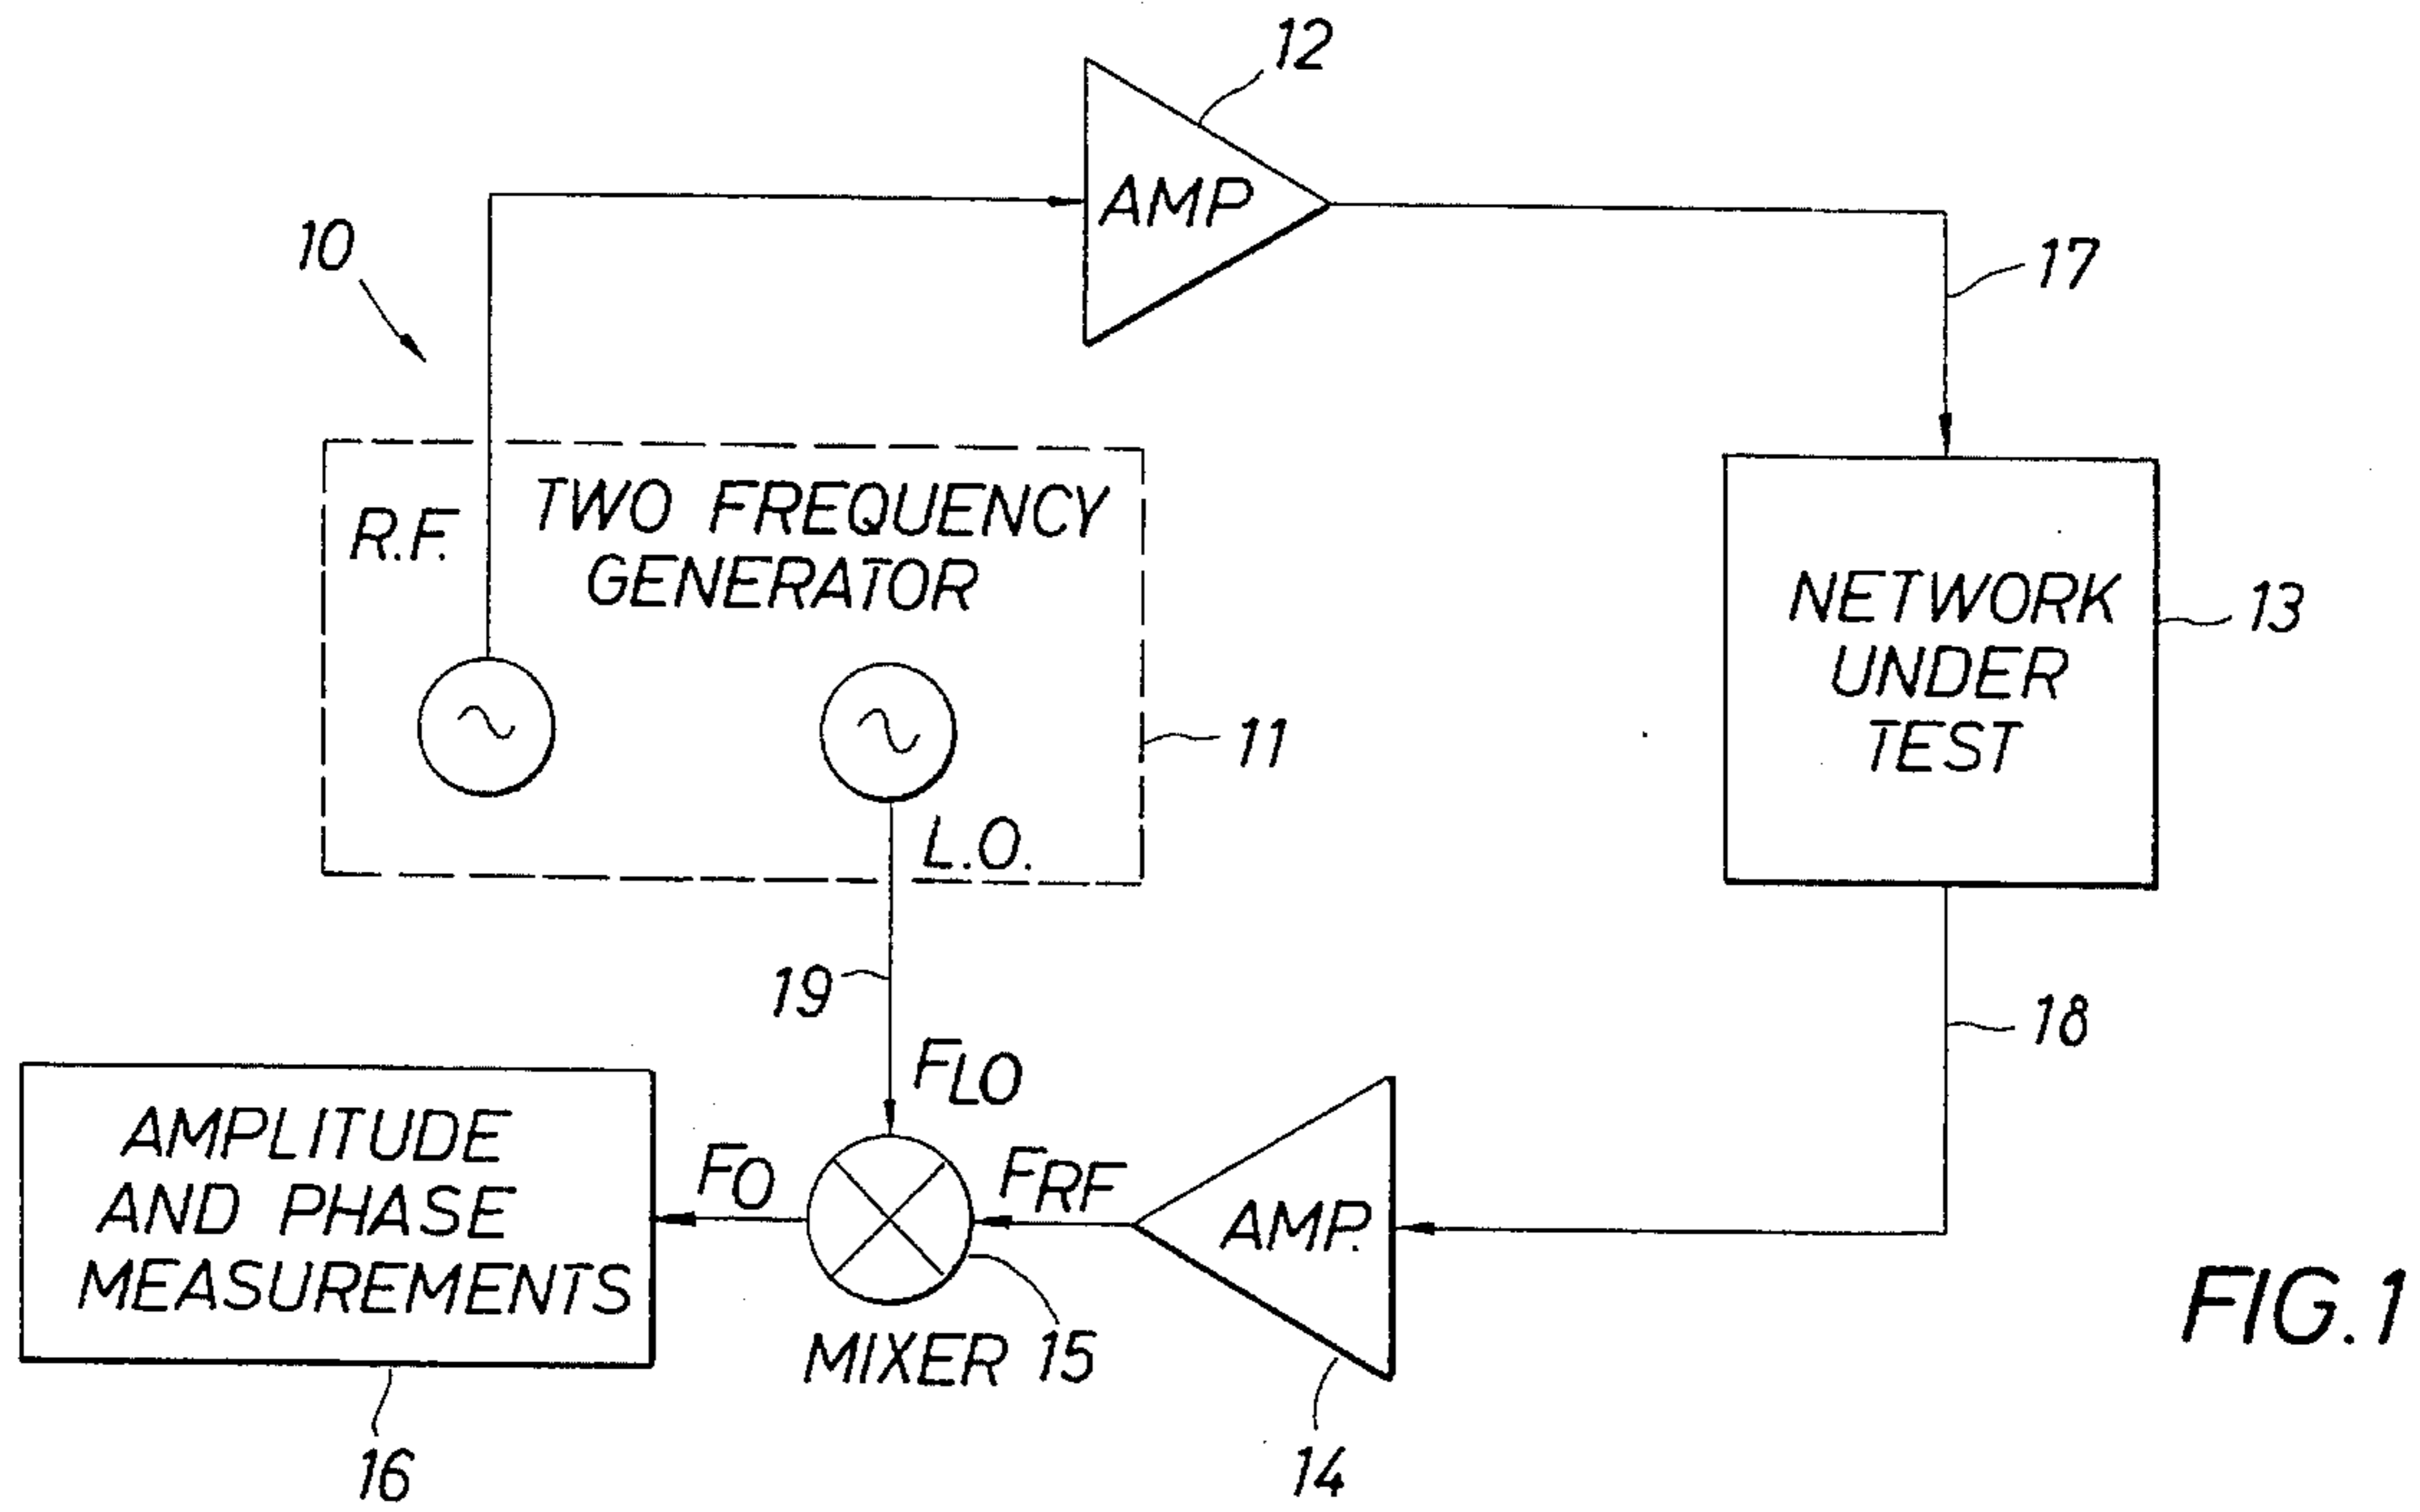 12
AMP
10
17
R.F.
TWO FREQUENCY
GENERATOR
NETWORK
UNDER
TEST
13
11
L.O.
19
18
FLO
AMPLITUDE
AND PHASE
MEASUREMENTS
FO
FRF
AMP.
MIXER 15
FIG.1
16
14